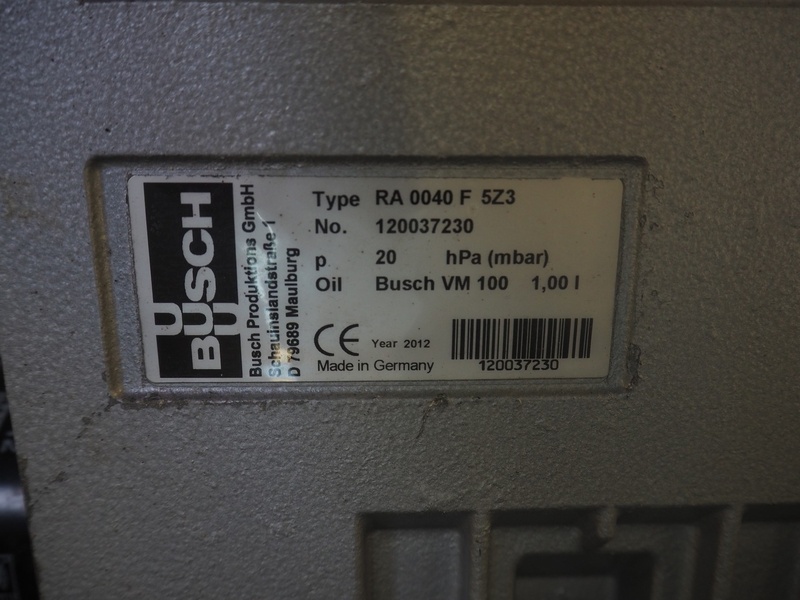 BUSCH
Busch Produktions GmbH
Schauinslandstraße 1
D 79689 Maulburg
Type RA 0040 F 5Z3
No. 120037230
p 20 hPa (mbar)
Oil Busch VM 100 1,00 l
CE Year 2012
Made in Germany
120037230